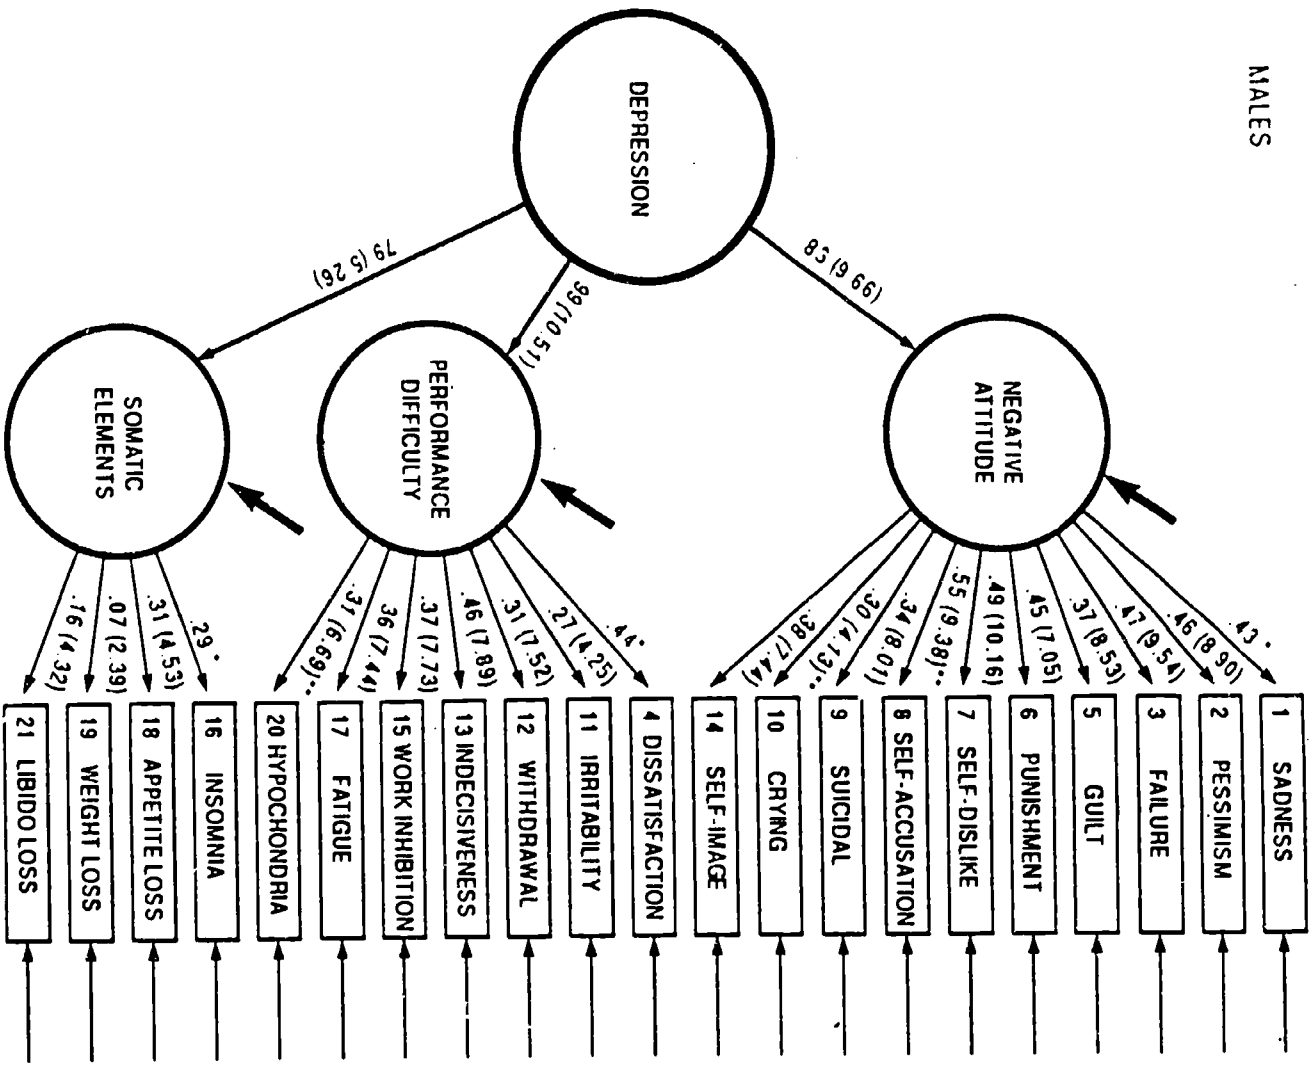 MALES
DEPRESSION
99 (10.51)
79 (5 26)
NEGATIVE
ATTITUDE
PERFORMANCE
DIFFICULTY
SOMATIC
ELEMENTS
.43*
.46 (8 90)
.47 (9.54)
.37 (8.53)
.45 (7.05)
.49 (10.16)
.55 (9.38)**
.34 (8.01)
.30 (4.13)**
.38 (7.44)
.44*
.27 (4.25)
.31 (7.52)
.46 (7.89)
.37 (7.73)
36 (7.44)
.31 (6.69)**
.29*
.31 (4.53)
.07 (2.39)
.16 (4.32)
1 SADNESS
2 PESSIMISM
3 FAILURE
5 GUILT
6 PUNISHMENT
7 SELF-DISLIKE
8 SELF-ACCUSATION
9 SUICIDAL
10 CRYING
14 SELF-IMAGE
4 DISSATISFACTION
11 IRRITABILITY
12 WITHDRAWAL
13 INDECISIVENESS
15 WORK INHIBITION
17 FATIGUE
20 HYPOCHONDRIA
16 INSOMNIA
18 APPETITE LOSS
19 WEIGHT LOSS
21 LIBIDO LOSS